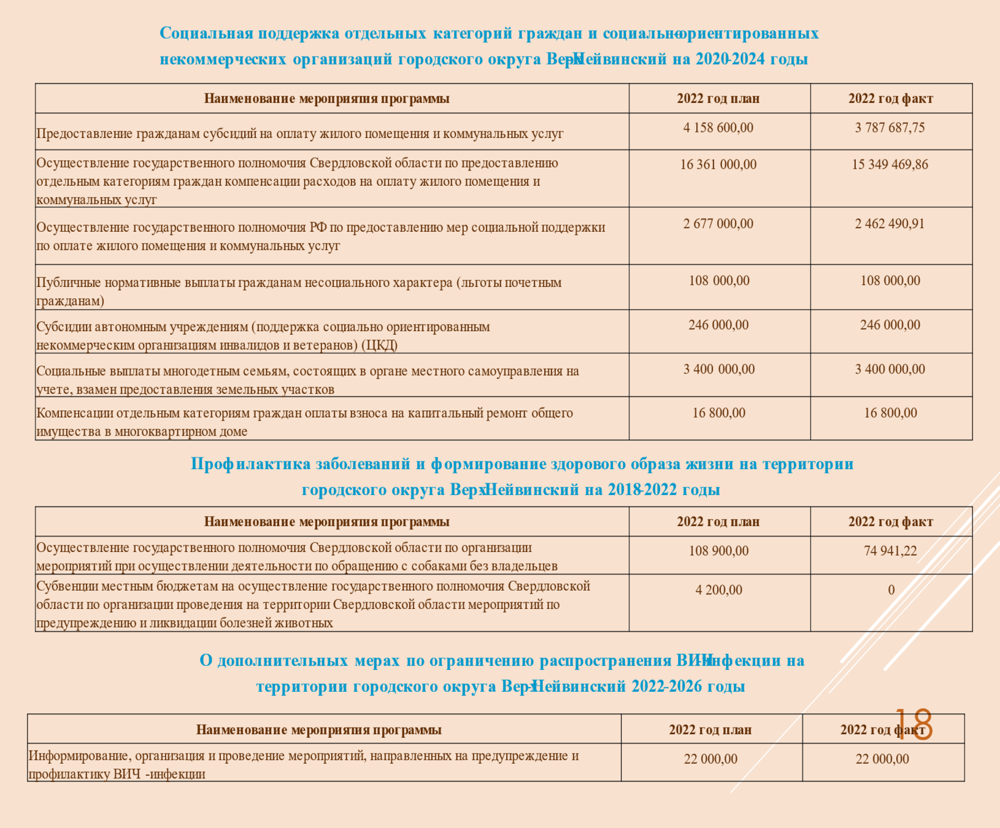 Социальная поддержка отдельных категорий граждан и социально-ориентированных
некоммерческих организаций городского округа Верх-Нейвинский на 2020-2024 годы
Наименование мероприятия программы 2022 год план 2022 год факт
Предоставление гражданам субсидий на оплату жилого помещения и коммунальных услуг 4 158 600,00 3 787 687,75
Осуществление государственного полномочия Свердловской области по предоставлению 16 361 000,00 15 349 469,86
отдельным категориям граждан компенсации расходов на оплату жилого помещения и
коммунальных услуг
Осуществление государственного полномочия РФ по предоставлению мер социальной поддержки 2 677 000,00 2 462 490,91
по оплате жилого помещения и коммунальных услуг
Публичные нормативные выплаты гражданам несоциального характера (льготы почетным 108 000,00 108 000,00
гражданам)
Субсидии автономным учреждениям (поддержка социально ориентированным 246 000,00 246 000,00
некоммерческим организациям инвалидов и ветеранов) (ЦКД)
Социальные выплаты многодетным семьям, состоящих в органе местного самоуправления на 3 400 000,00 3 400 000,00
учете, взамен предоставления земельных участков
Компенсации отдельным категориям граждан оплаты взноса на капитальный ремонт общего 16 800,00 16 800,00
имущества в многоквартирном доме
Профилактика заболеваний и формирование здорового образа жизни на территории
городского округа Верх-Нейвинский на 2018-2022 годы
Наименование мероприятия программы 2022 год план 2022 год факт
Осуществление государственного полномочия Свердловской области по организации 108 900,00 74 941,22
мероприятий при осуществлении деятельности по обращению с собаками без владельцев
Субвенции местным бюджетам на осуществление государственного полномочия Свердловской 4 200,00 0
области по организации проведения на территории Свердловской области мероприятий по
предупреждению и ликвидации болезней животных
О дополнительных мерах по ограничению распространения ВИЧ-инфекции на
территории городского округа Верх-Нейвинский 2022-2026 годы
18
Наименование мероприятия программы 2022 год план 2022 год факт
Информирование, организация и проведение мероприятий, направленных на предупреждение и 22 000,00 22 000,00
профилактику ВИЧ -инфекции